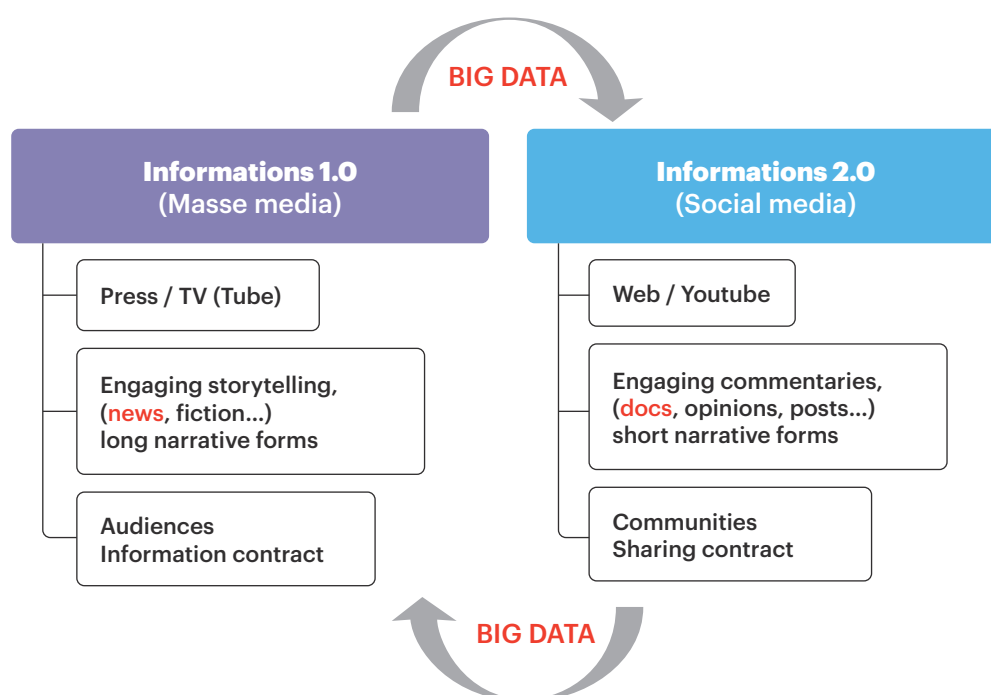 BIG DATA
Informations 1.0
(Masse media)
Press / TV (Tube)
Engaging storytelling,
(news, fiction...)
long narrative forms
Audiences
Information contract
Informations 2.0
(Social media)
Web / Youtube
Engaging commentaries,
(docs, opinions, posts...)
short narrative forms
Communities
Sharing contract
BIG DATA